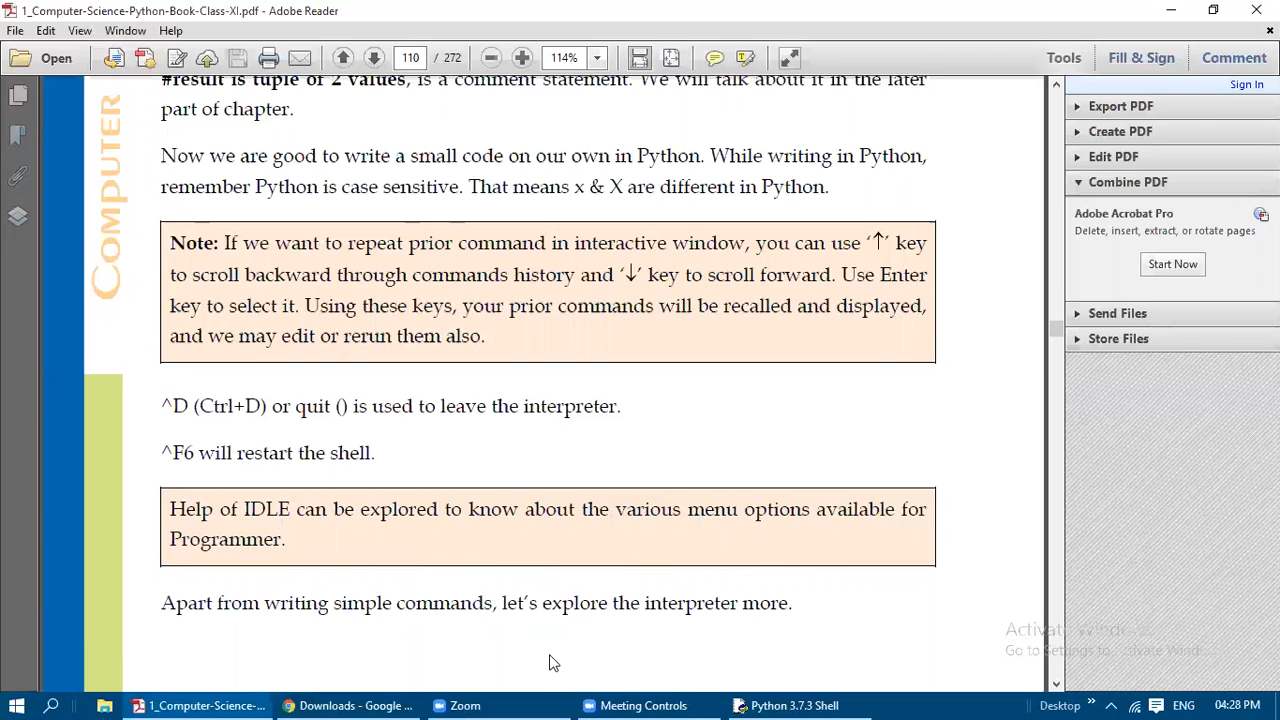 1_Computer-Science-Python-Book-Class-XI.pdf - Adobe Reader
File Edit View Window Help
Open 110 / 272 114% Tools Fill & Sign Comment
Sign In
Export PDF
Create PDF
Edit PDF
Combine PDF
Adobe Acrobat Pro
Delete, insert, extract, or rotate pages
Start Now
Send Files
Store Files
COMPUTER
#result is tuple of 2 values, is a comment statement. We will talk about it in the later
part of chapter.
Now we are good to write a small code on our own in Python. While writing in Python,
remember Python is case sensitive. That means x & X are different in Python.
Note: If we want to repeat prior command in interactive window, you can use ‘↑’ key
to scroll backward through commands history and ‘↓’ key to scroll forward. Use Enter
key to select it. Using these keys, your prior commands will be recalled and displayed,
and we may edit or rerun them also.
^D (Ctrl+D) or quit () is used to leave the interpreter.
^F6 will restart the shell.
Help of IDLE can be explored to know about the various menu options available for
Programmer.
Apart from writing simple commands, let’s explore the interpreter more.
Activate Windows
Go to Settings to Activate Windows.
1_Computer-Science-... Downloads - Google ... Zoom Meeting Controls Python 3.7.3 Shell Desktop » ENG 04:28 PM